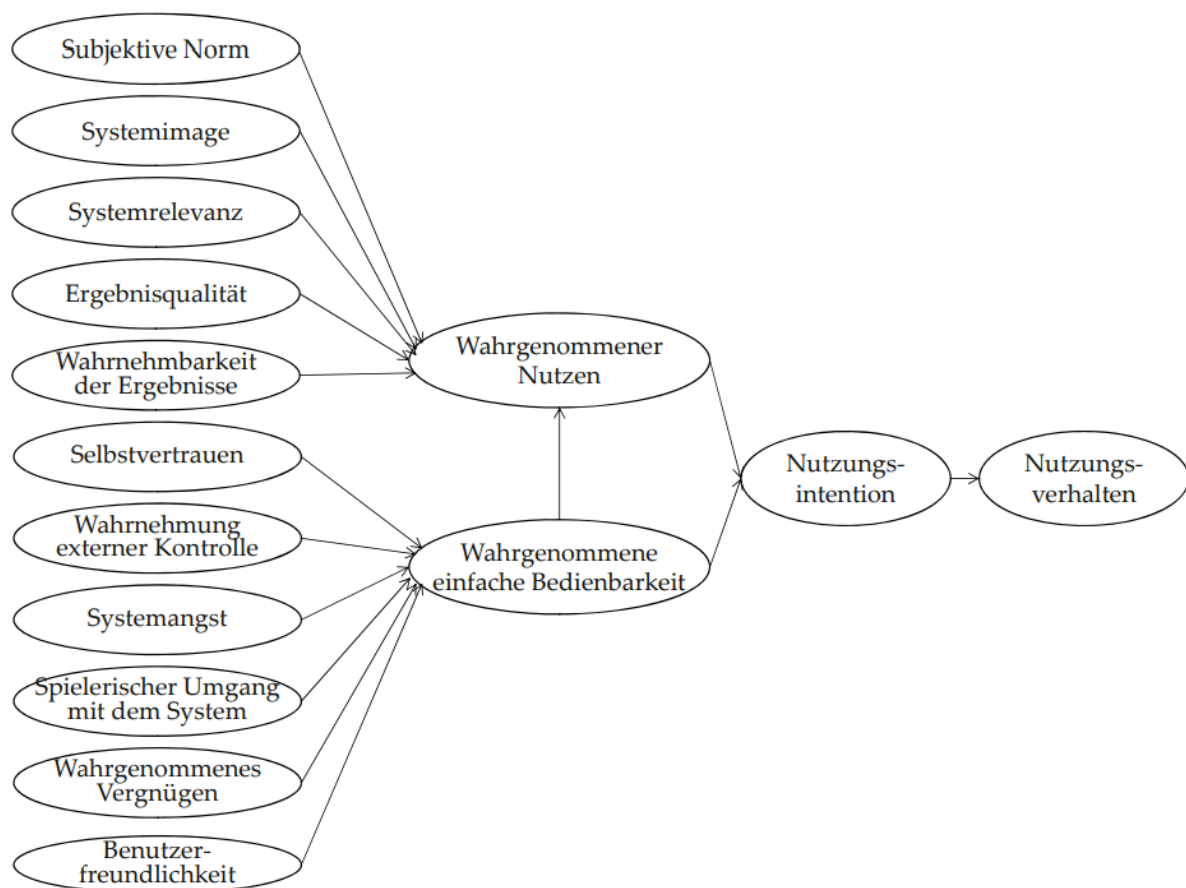 Subjektive Norm
Systemimage
Systemrelevanz
Ergebnisqualität
Wahrnehmbarkeit
der Ergebnisse
Selbstvertrauen
Wahrnehmung
externer Kontrolle
Systemangst
Spielerischer Umgang
mit dem System
Wahrgenommenes
Vergnügen
Benutzer-
freundlichkeit
Wahrgenommener
Nutzen
Wahrgenommene
einfache Bedienbarkeit
Nutzungs-
intention
Nutzungs-
verhalten